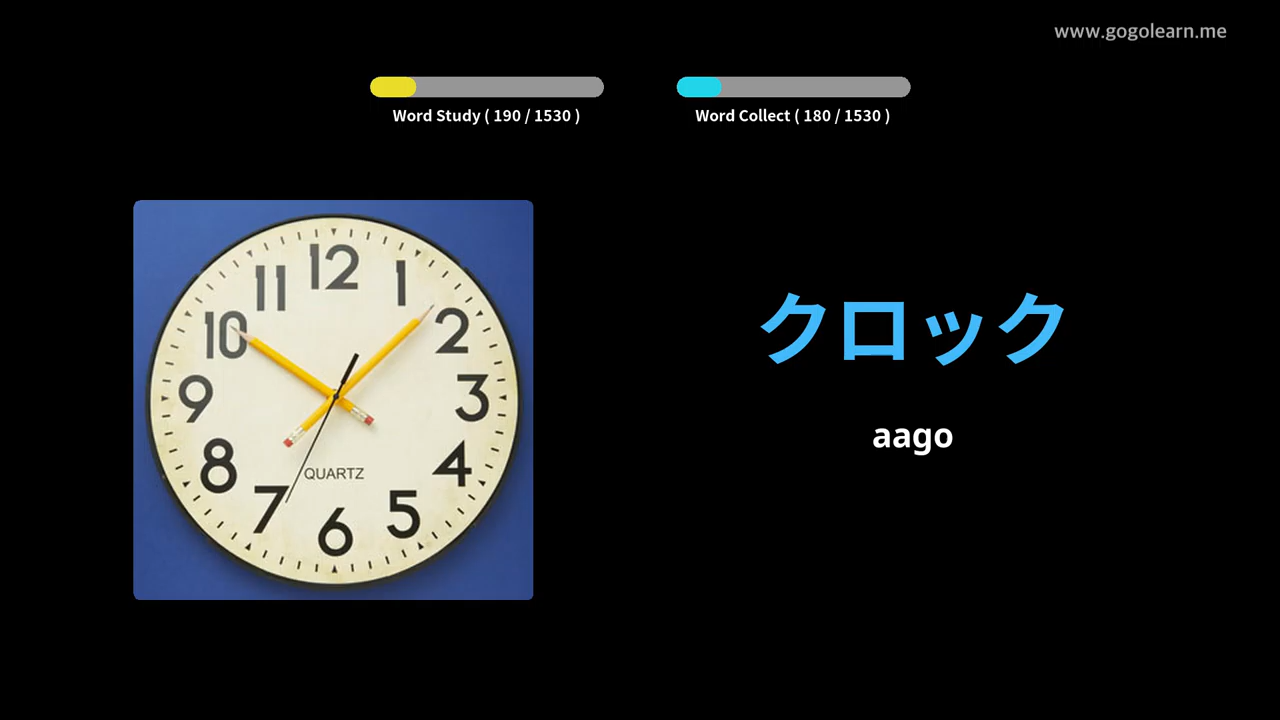 www.gogolearn.me
Word Study ( 190 / 1530 )
Word Collect ( 180 / 1530 )
12
11
1
10
2
9
3
8
4
QUARTZ
7
5
6
クロック
aago